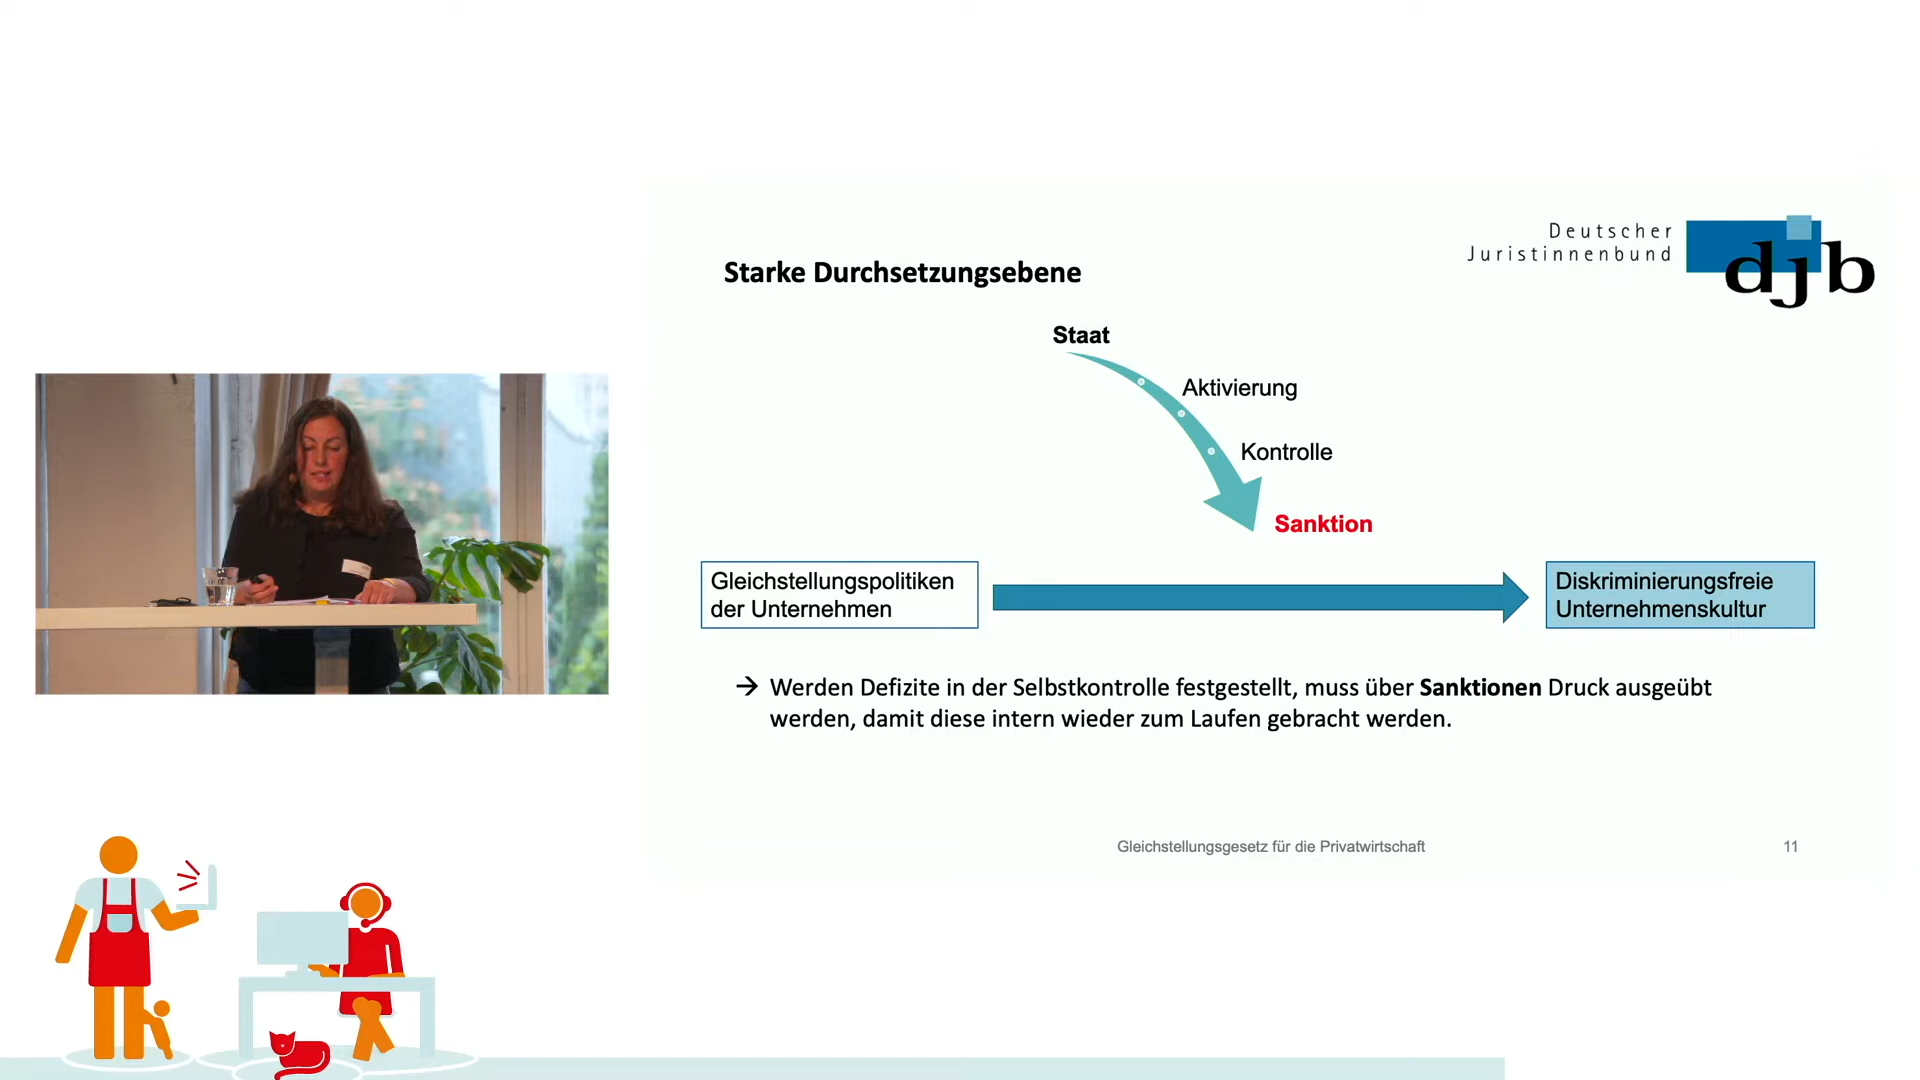 Deutscher
Juristinnenbund
djb
Starke Durchsetzungsebene
Staat
Aktivierung
Kontrolle
Sanktion
Gleichstellungspolitiken
der Unternehmen
Diskriminierungsfreie
Unternehmenskultur
→ Werden Defizite in der Selbstkontrolle festgestellt, muss über Sanktionen Druck ausgeübt
werden, damit diese intern wieder zum Laufen gebracht werden.
Gleichstellungsgesetz für die Privatwirtschaft
11